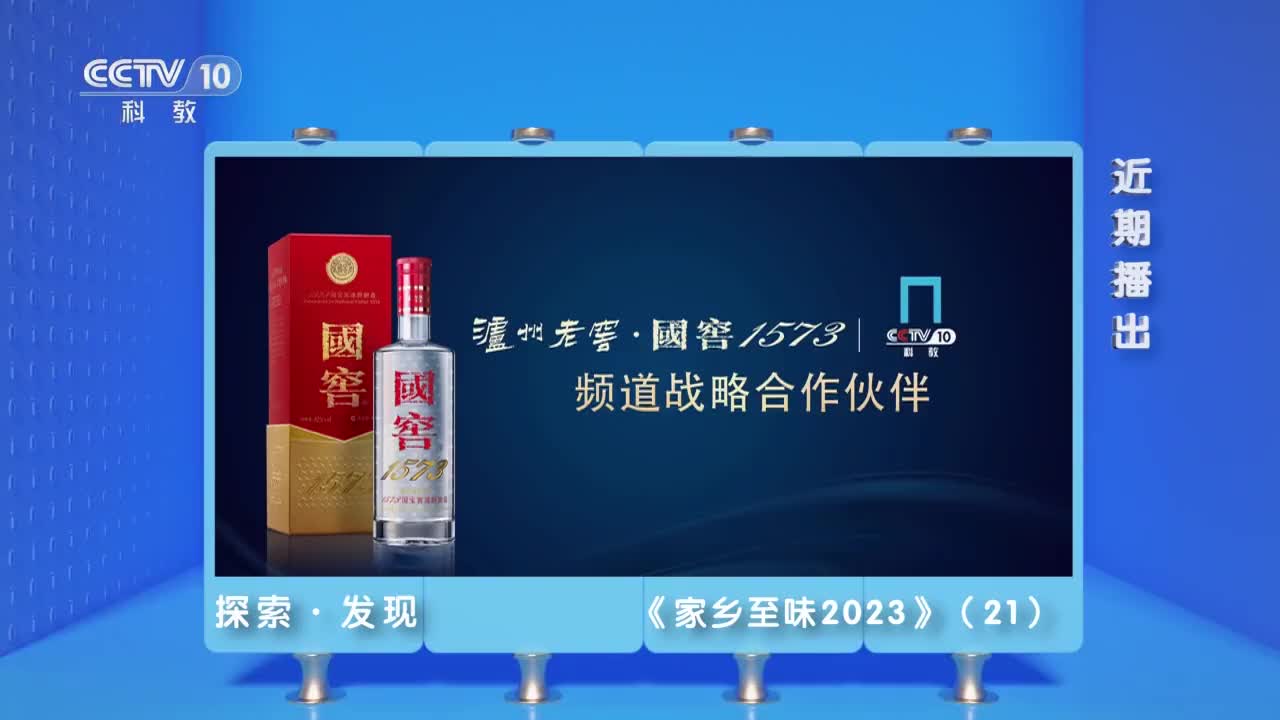 CCTV 10
科教
近期播出
國窖
泸州老窖·國窖1573
CCTV 10
科教
频道战略合作伙伴
國窖
1573
1573
探索·发现
《家乡至味2023》（21）